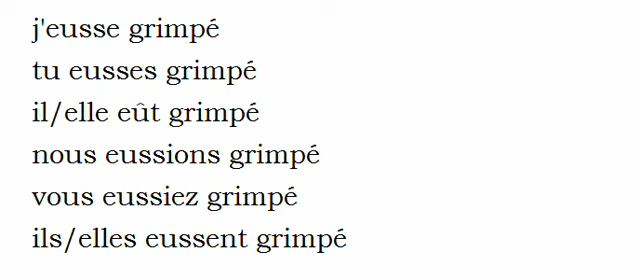 j'eusse grimpé
tu eusses grimpé
il/elle eût grimpé
nous eussions grimpé
vous eussiez grimpé
ils/elles eussent grimpé